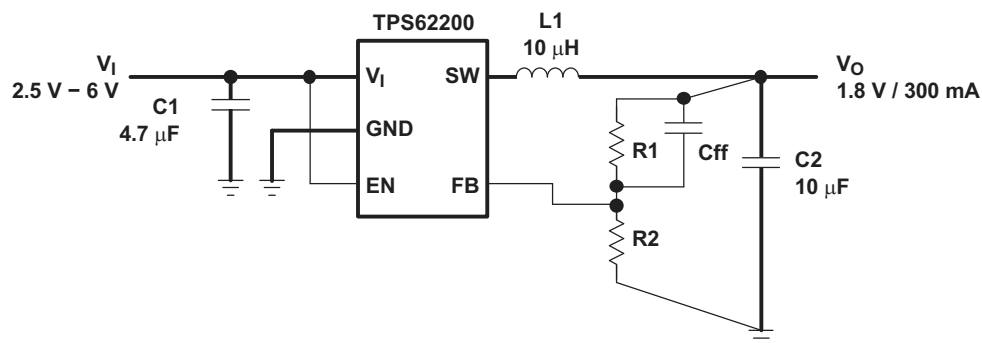 TPS62200
L1
10 μH
V_I
2.5 V – 6 V
C1
4.7 μF
V_I
SW
GND
EN
FB
R1
Cff
R2
V_O
1.8 V / 300 mA
C2
10 μF